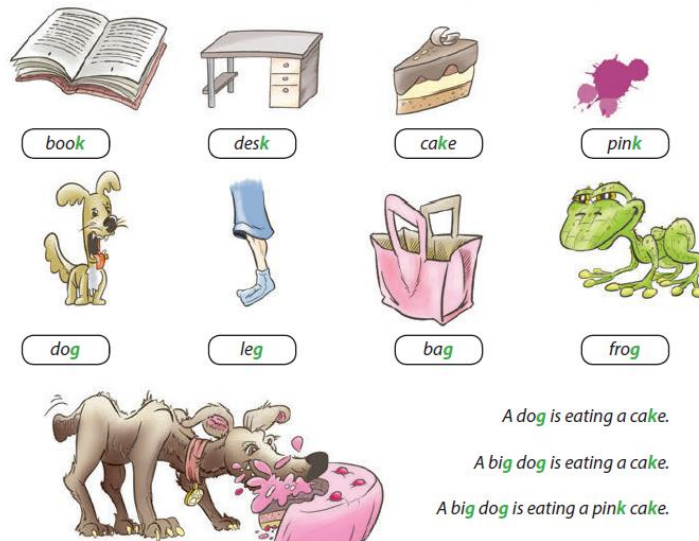 book
desk
cake
pink
dog
leg
bag
frog
A dog is eating a cake.
A big dog is eating a cake.
A big dog is eating a pink cake.